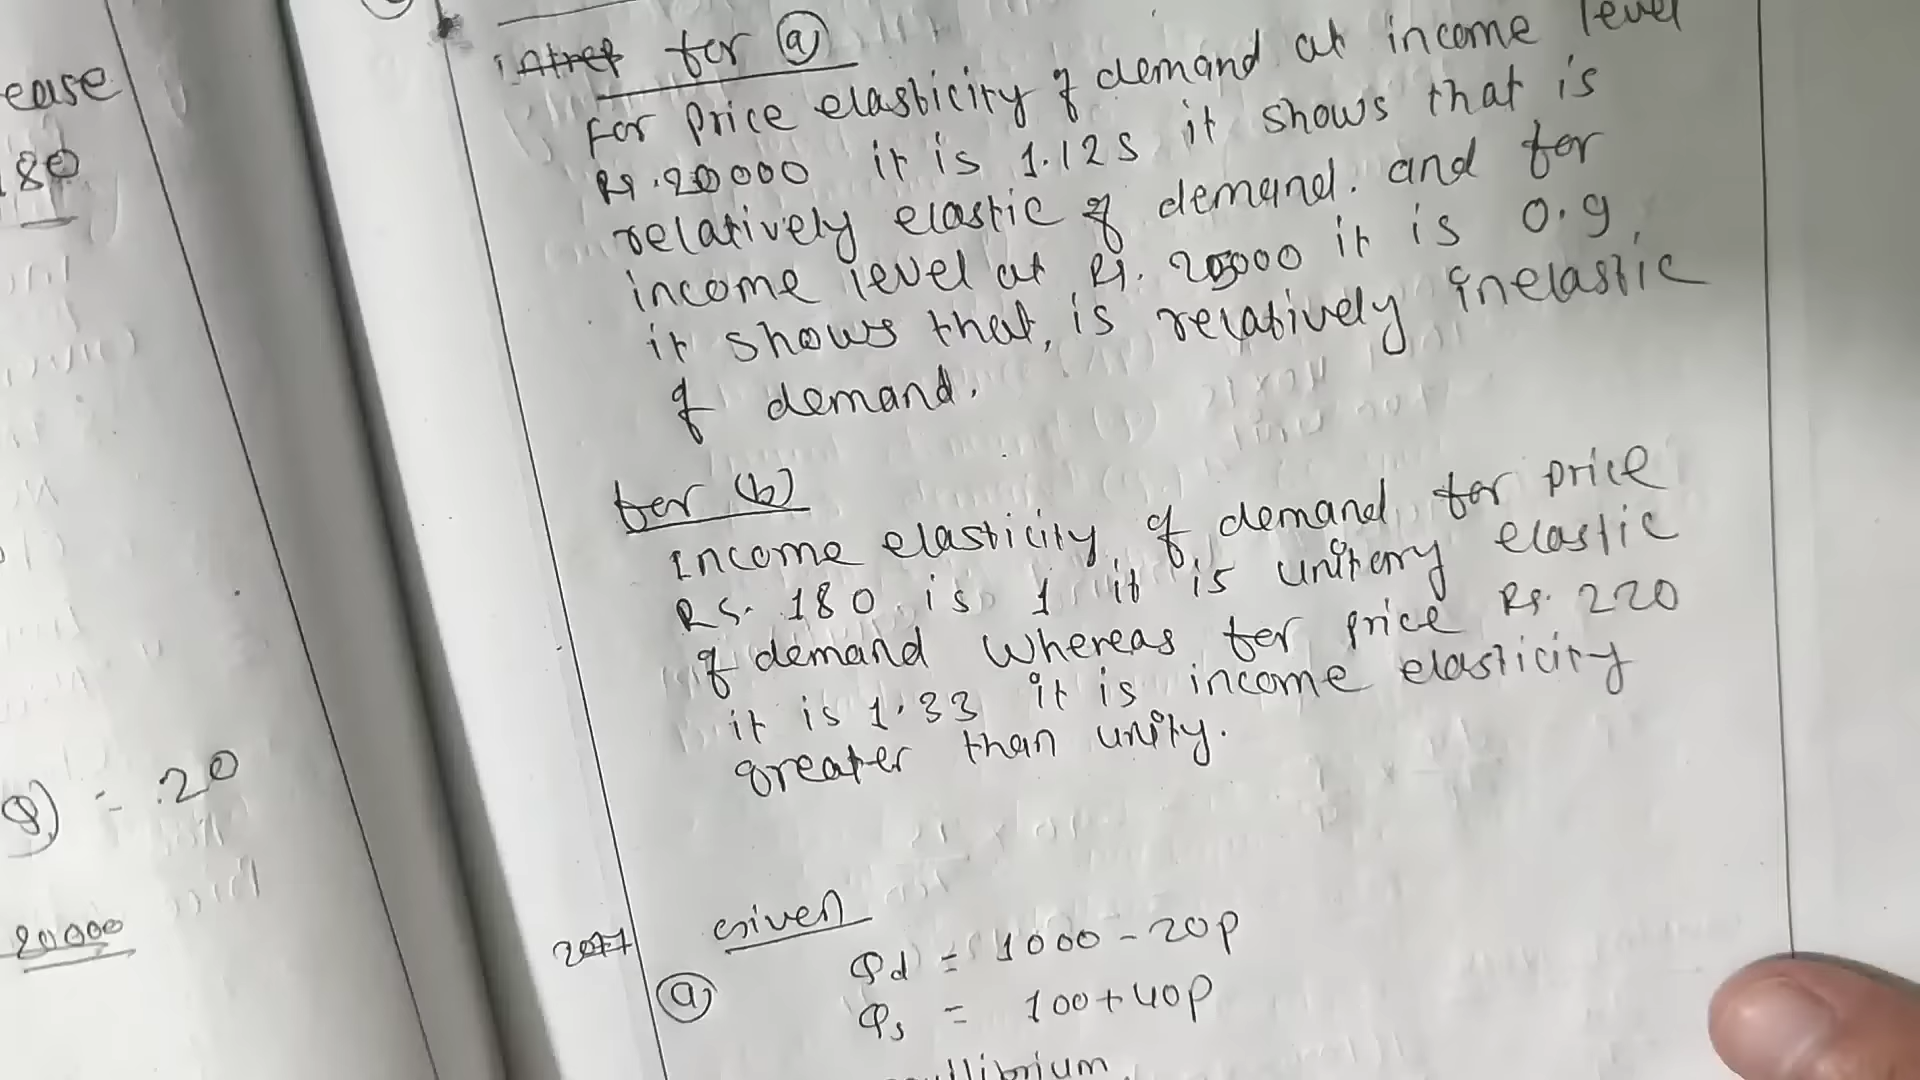 ease
180
Q) = 20
20000
for (a)
For price elasticity of demand at income level
Rs. 20000 it is 1.125 it shows that is
relatively elastic of demand. and for
income level at Rs. 25000 it is 0.9,
it shows that, is relatively inelastic
of demand.
for (b)
Income elasticity of demand for price
Rs. 180 is 1 it is unitary elastic
of demand whereas for price Rs. 220
it is 1.33 it is income elasticity
greater than unity.
2077
Given
(a)
Qd = 1000 - 20P
Qs = 100 + 40P